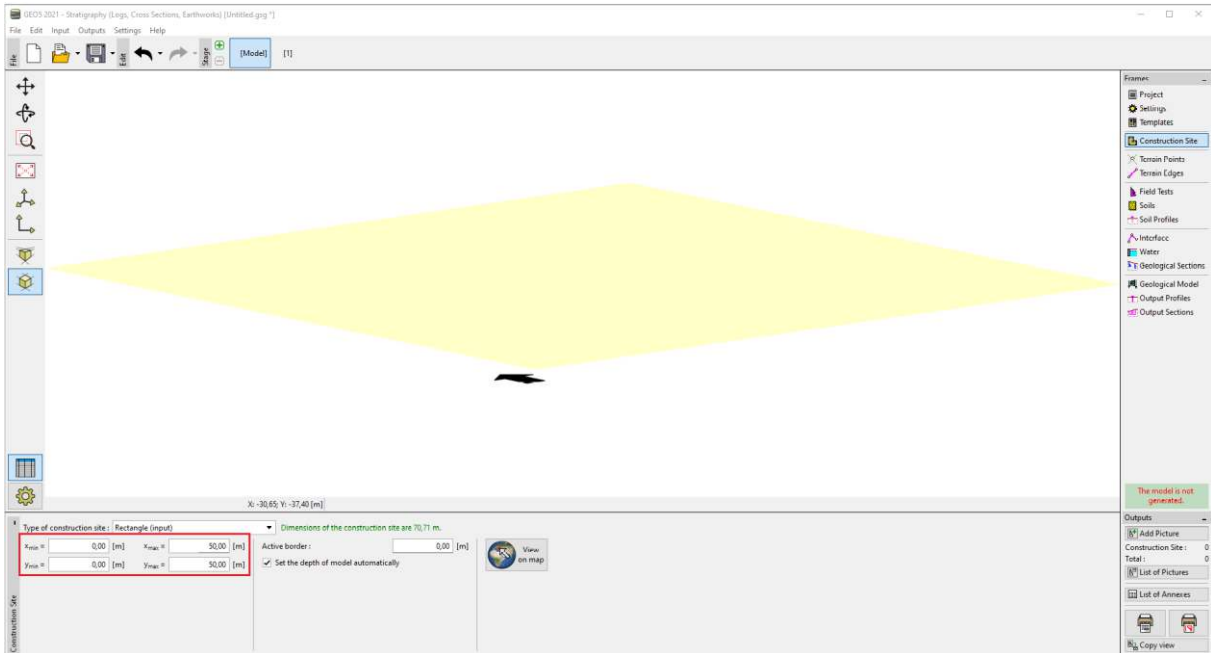 GEO5 2021 - Stratigraphy (Logs, Cross Sections, Earthworks) [Untitled.gsg *]
File Edit Input Outputs Settings Help
File
Edit
Stage
[Model] [1]
Frames
Project
Settings
Templates
Construction Site
Terrain Points
Terrain Edges
Field Tests
Soils
Soil Profiles
Interface
Water
Geological Sections
Geological Model
Output Profiles
Output Sections
The model is not
generated.
X: -30,65; Y: -37,40 [m]
Construction Site
Type of construction site : Rectangle (input) Dimensions of the construction site are 70,71 m.
xmin = 0,00 [m] xmax = 50,00 [m] Active border : 0,00 [m]
ymin = 0,00 [m] ymax = 50,00 [m] Set the depth of model automatically
View
on map
Outputs
Add Picture
Construction Site : 0
Total : 0
List of Pictures
List of Annexes
Copy view